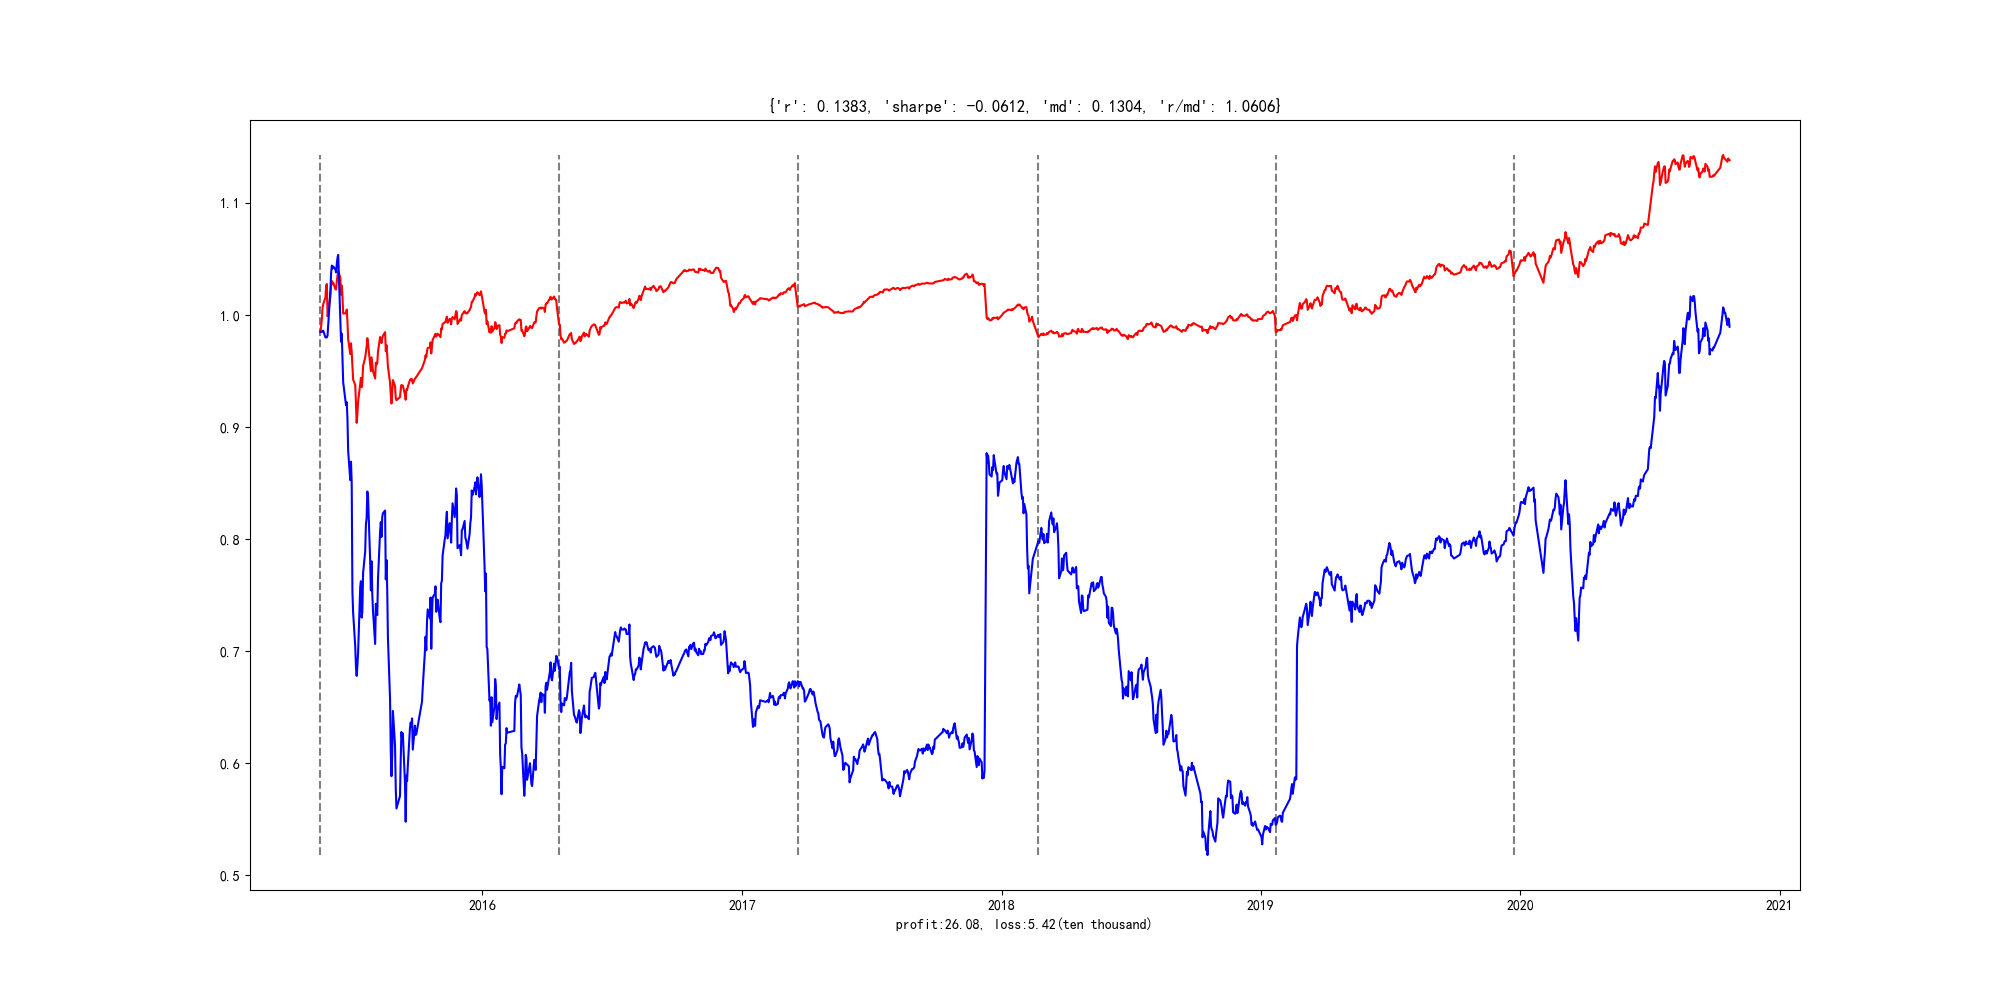 {'r': 0.1383, 'sharpe': -0.0612, 'md': 0.1304, 'r/md': 1.0606}
1.1
1.0
0.9
0.8
0.7
0.6
0.5
2016 2017 2018 2019 2020 2021
profit:26.08, loss:5.42(ten thousand)